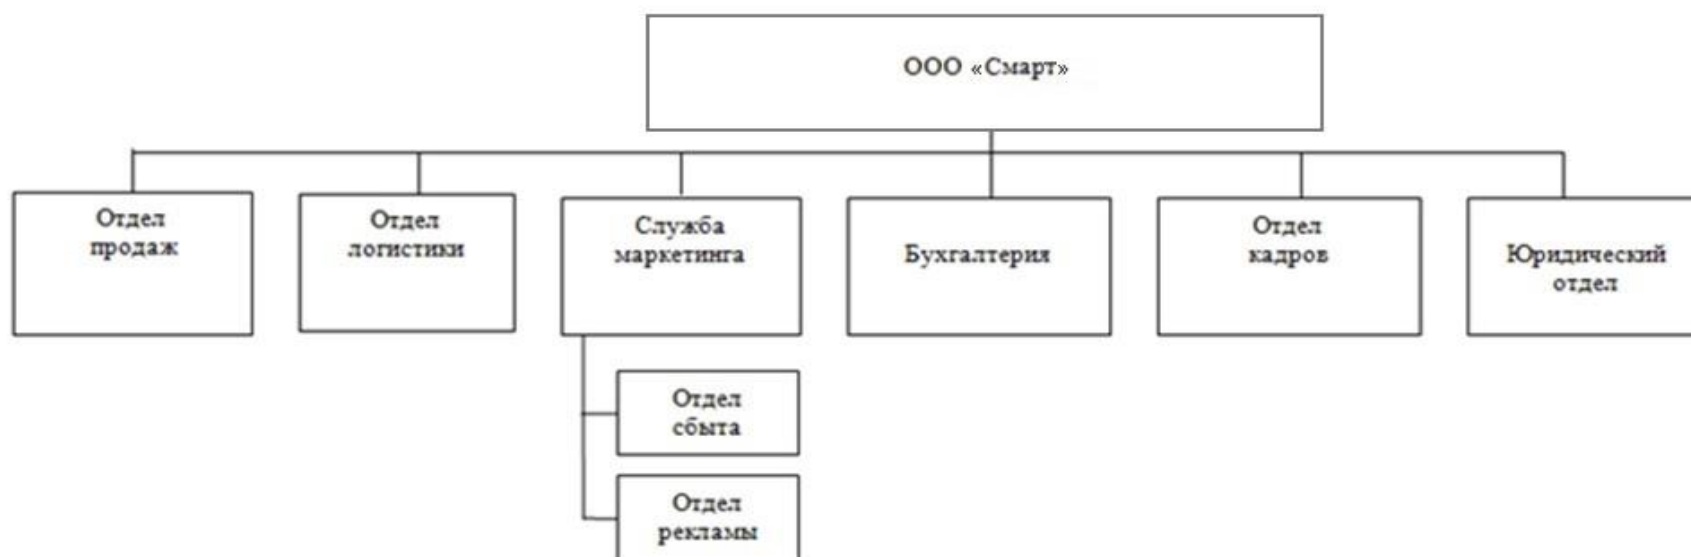 ООО «Смарт»
Отдел
продаж
Отдел
логистики
Служба
маркетинга
Бухгалтерия
Отдел
кадров
Юридический
отдел
Отдел
сбыта
Отдел
рекламы